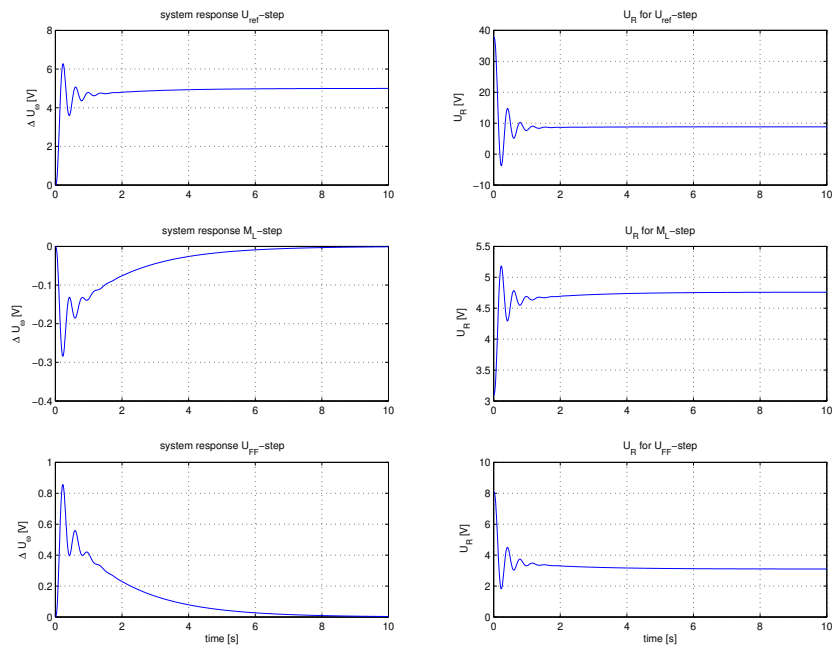 system response U_ref−step
8
6
4
2
0
Δ U_ω [V]
0 2 4 6 8 10
U_R for U_ref−step
40
30
20
10
0
−10
U_R [V]
0 2 4 6 8 10
system response M_L−step
0
−0.1
−0.2
−0.3
−0.4
Δ U_ω [V]
0 2 4 6 8 10
U_R for M_L−step
5.5
5
4.5
4
3.5
3
U_R [V]
0 2 4 6 8 10
system response U_FF−step
1
0.8
0.6
0.4
0.2
0
Δ U_ω [V]
0 2 4 6 8 10
time [s]
U_R for U_FF−step
10
8
6
4
2
0
U_R [V]
0 2 4 6 8 10
time [s]